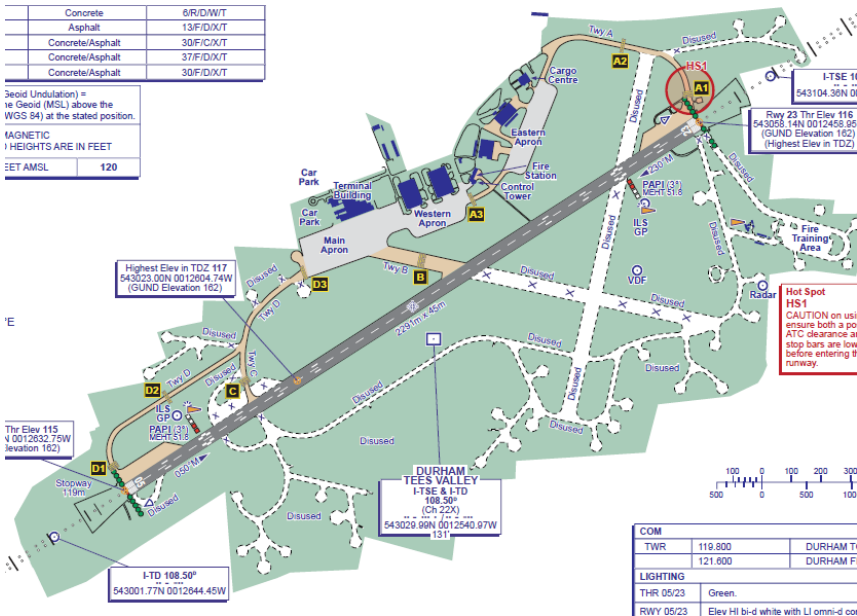 Concrete 6/R/D/W/T
Asphalt 13/F/D/X/T
Concrete/Asphalt 30/F/C/X/T
Concrete/Asphalt 37/F/D/X/T
Concrete/Asphalt 30/F/D/X/T
Geoid Undulation) =
he Geoid (MSL) above the
WGS 84) at the stated position.
MAGNETIC
HEIGHTS ARE IN FEET
EET AMSL 120
Twy A
A2
HS1
A1
Cargo
Centre
I-TSE 10
543104.36N 00
Rwy 23 Thr Elev 116
543058.14N 0012458.95
(GUND Elevation 162)
(Highest Elev in TDZ)
Disused
Disused
Disused
Eastern
Apron
Fire
Station
Control
Tower
A3
Car
Park
Terminal
Building
Car
Park
Western
Apron
Main
Apron
230°M
PAPI (3°)
MEHT 51.8
ILS
GP
Disused
Disused
Fire
Training
Area
Highest Elev in TDZ 117
543023.00N 0012604.74W
(GUND Elevation 162)
Disused
Twy D
D3
Twy B
B
Disused
VDF
Disused
Radar
Hot Spot
HS1
CAUTION on usi
ensure both a po
ATC clearance an
stop bars are low
before entering th
runway.
2291m x 45m
Disused
Twy C
Disused
Twy D
D2
C
Disused
Disused
Disused
Disused
Disused
ILS
GP
PAPI (3°)
MEHT 51.8
Thr Elev 115
N 0012632.75W
levation 162)
D1
050°M
Stopway
119m
Disused
Disused
Disused
Disused
DURHAM
TEES VALLEY
I-TSE & I-TD
108.50°
(Ch 22X)
543029.99N 0012540.97W
131'
I-TD 108.50°
543001.77N 0012644.45W
100 0 100 200 300
500 0 500 100
COM
TWR 119.800 DURHAM TO
121.600 DURHAM FI
LIGHTING
THR 05/23 Green.
RWY 05/23 Elev HI bi-d white with LI omni-d co